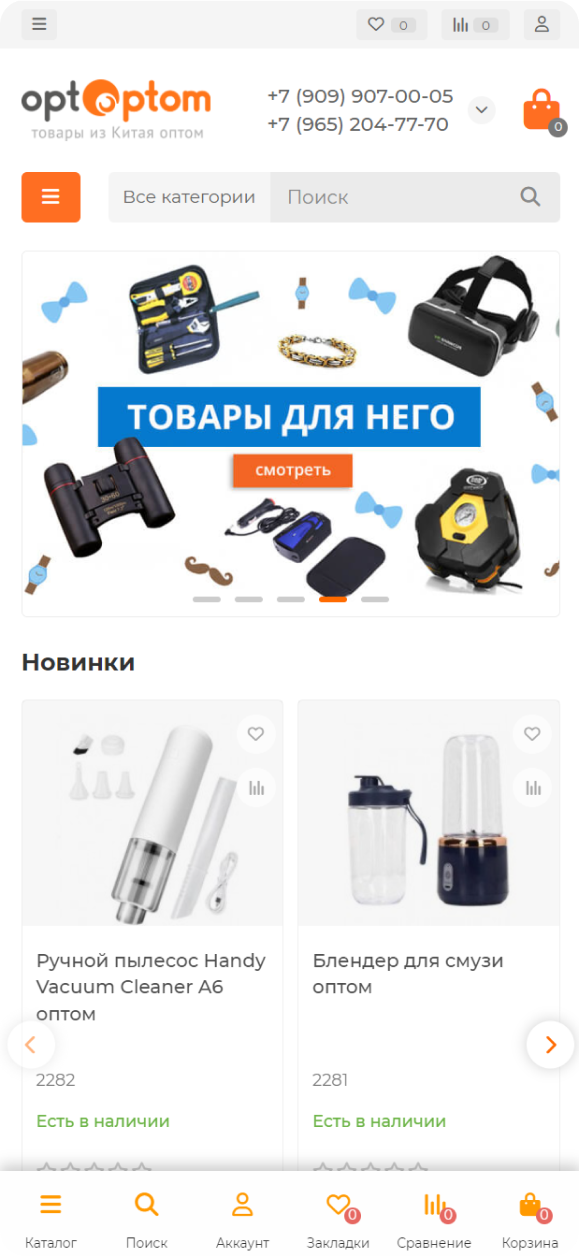 0
0
optOptom
товары из Китая оптом
+7 (909) 907-00-05
+7 (965) 204-77-70
0
Все категории
Поиск
ТОВАРЫ ДЛЯ НЕГО
смотреть
Новинки
Ручной пылесос Handy
Vacuum Cleaner A6
оптом
2282
Есть в наличии
Блендер для смузи
оптом
2281
Есть в наличии
Каталог
Поиск
Аккаунт
0
Закладки
0
Сравнение
0
Корзина